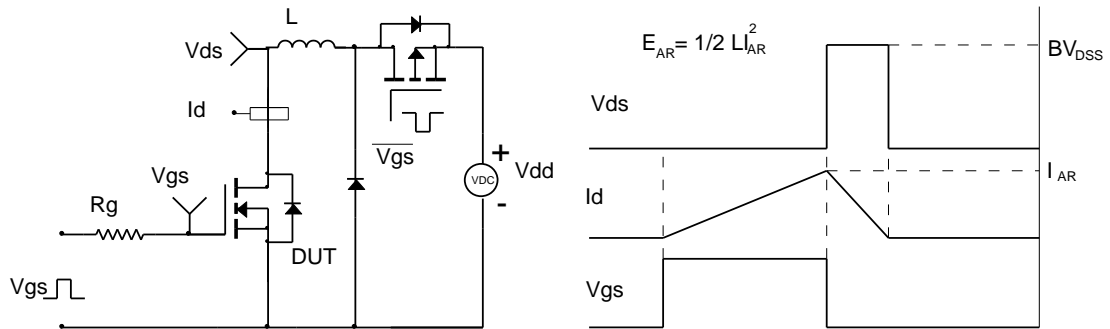 L
Vds
Id
Vgs
Vgs
Rg
DUT
Vgs
+
VDC
Vdd
-
E_AR = 1/2 LI_AR^2
BV_DSS
Vds
I_AR
Id
Vgs